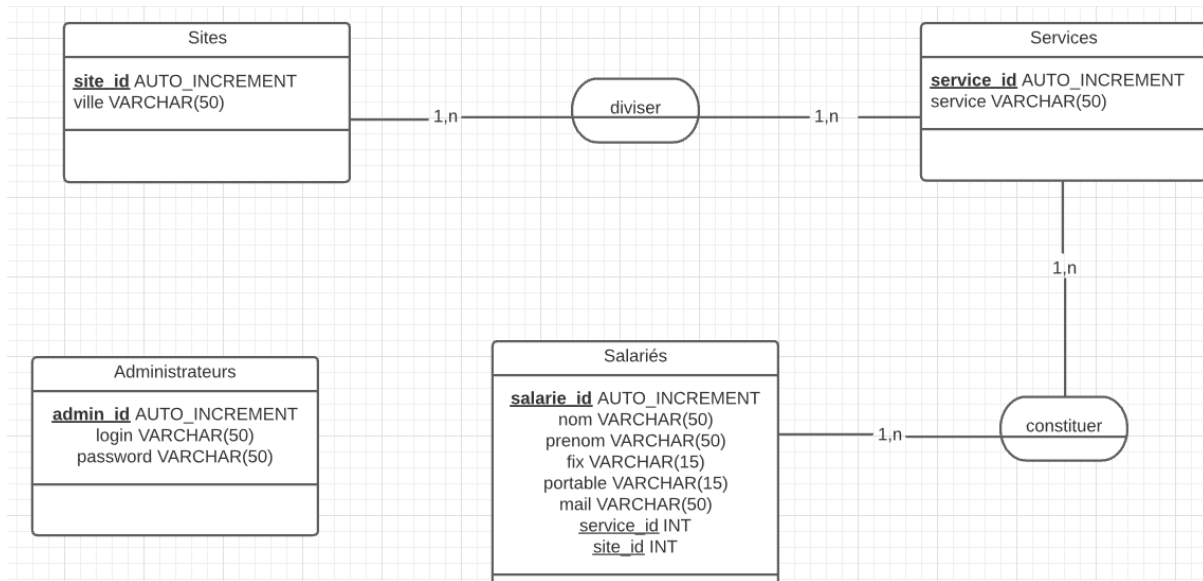 Sites
site_id AUTO_INCREMENT
ville VARCHAR(50)
1,n
diviser
1,n
Services
service_id AUTO_INCREMENT
service VARCHAR(50)
1,n
Administrateurs
admin_id AUTO_INCREMENT
login VARCHAR(50)
password VARCHAR(50)
Salariés
salarie_id AUTO_INCREMENT
nom VARCHAR(50)
prenom VARCHAR(50)
fix VARCHAR(15)
portable VARCHAR(15)
mail VARCHAR(50)
service_id INT
site_id INT
1,n
constituer